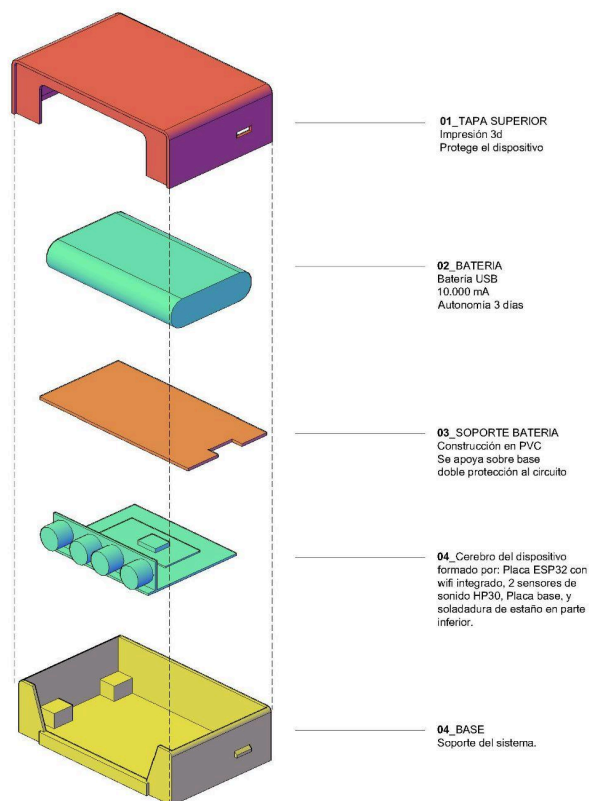 01_TAPA SUPERIOR
Impresión 3d
Protege el dispositivo
02_BATERIA
Bateria USB
10.000 mA
Autonomía 3 días
03_SOPORTE BATERIA
Construcción en PVC
Se apoya sobre base
doble protección al circuito
04_Cerebro del dispositivo
formado por: Placa ESP32 con
wifi integrado, 2 sensores de
sonido HP30, Placa base, y
soladadura de estaño en parte
inferior.
04_BASE
Soporte del sistema.